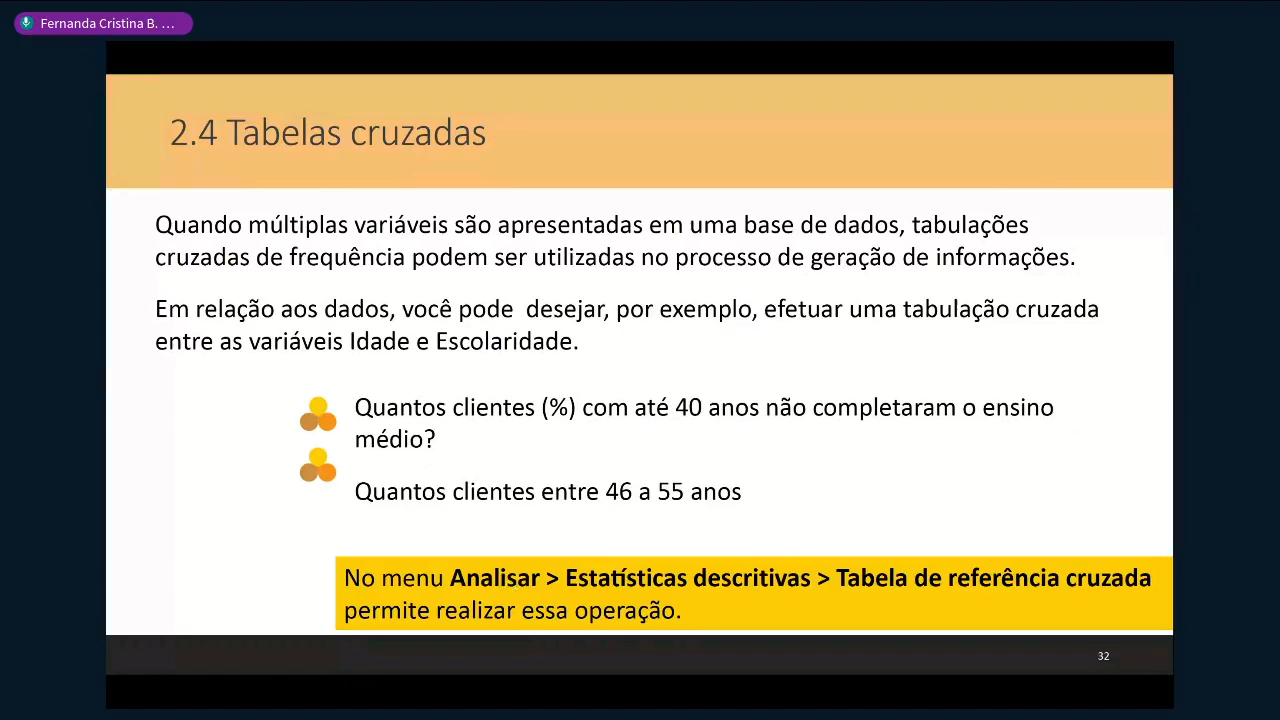 Fernanda Cristina B. ...
2.4 Tabelas cruzadas
Quando múltiplas variáveis são apresentadas em uma base de dados, tabulações
cruzadas de frequência podem ser utilizadas no processo de geração de informações.
Em relação aos dados, você pode desejar, por exemplo, efetuar uma tabulação cruzada
entre as variáveis Idade e Escolaridade.
Quantos clientes (%) com até 40 anos não completaram o ensino
médio?
Quantos clientes entre 46 a 55 anos
No menu Analisar > Estatísticas descritivas > Tabela de referência cruzada
permite realizar essa operação.
32